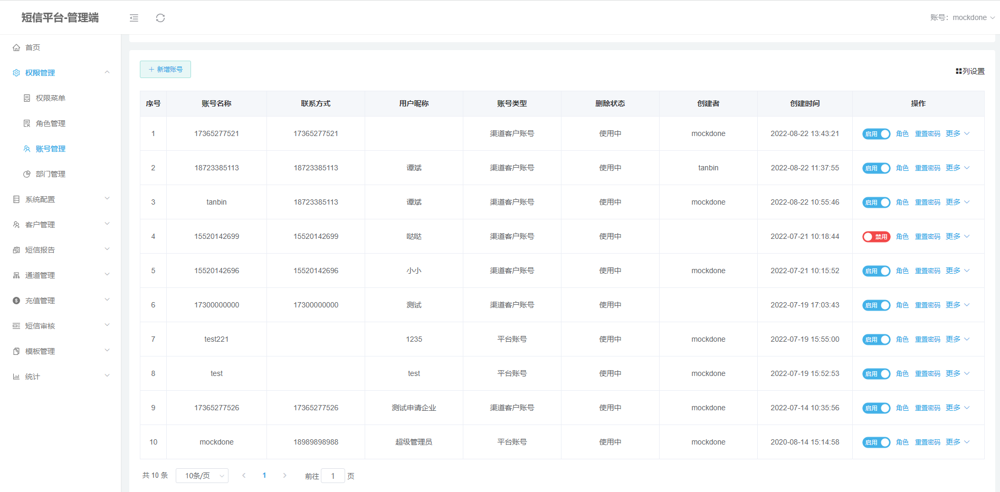 短信平台-管理端
账号：mockdone
首页
权限管理
权限菜单
角色管理
账号管理
部门管理
系统配置
客户管理
短信报告
通道管理
充值管理
短信审核
模板管理
统计
新增账号
列设置
序号 账号名称 联系方式 用户昵称 账号类型 删除状态 创建者 创建时间 操作
1 17365277521 17365277521 渠道客户账号 使用中 mockdone 2022-08-22 13:43:21 启用 角色 重置密码 更多
2 18723385113 18723385113 谭斌 渠道客户账号 使用中 tanbin 2022-08-22 11:37:55 启用 角色 重置密码 更多
3 tanbin 18723385113 谭斌 渠道客户账号 使用中 mockdone 2022-08-22 10:55:46 启用 角色 重置密码 更多
4 15520142699 15520142699 哒哒 渠道客户账号 使用中 2022-07-21 10:18:44 禁用 角色 重置密码 更多
5 15520142696 15520142696 小小 渠道客户账号 使用中 mockdone 2022-07-21 10:15:52 启用 角色 重置密码 更多
6 17300000000 17300000000 测试 渠道客户账号 使用中 2022-07-19 17:03:43 启用 角色 重置密码 更多
7 test221 1235 平台账号 使用中 mockdone 2022-07-19 15:55:00 启用 角色 重置密码 更多
8 test test 平台账号 使用中 mockdone 2022-07-19 15:52:53 启用 角色 重置密码 更多
9 17365277526 17365277526 测试申请企业 渠道客户账号 使用中 mockdone 2022-07-14 10:35:56 启用 角色 重置密码 更多
10 mockdone 18989898988 超级管理员 平台账号 使用中 mockdone 2020-08-14 15:14:58 启用 角色 重置密码 更多
共 10 条 10条/页 1 前往 1 页